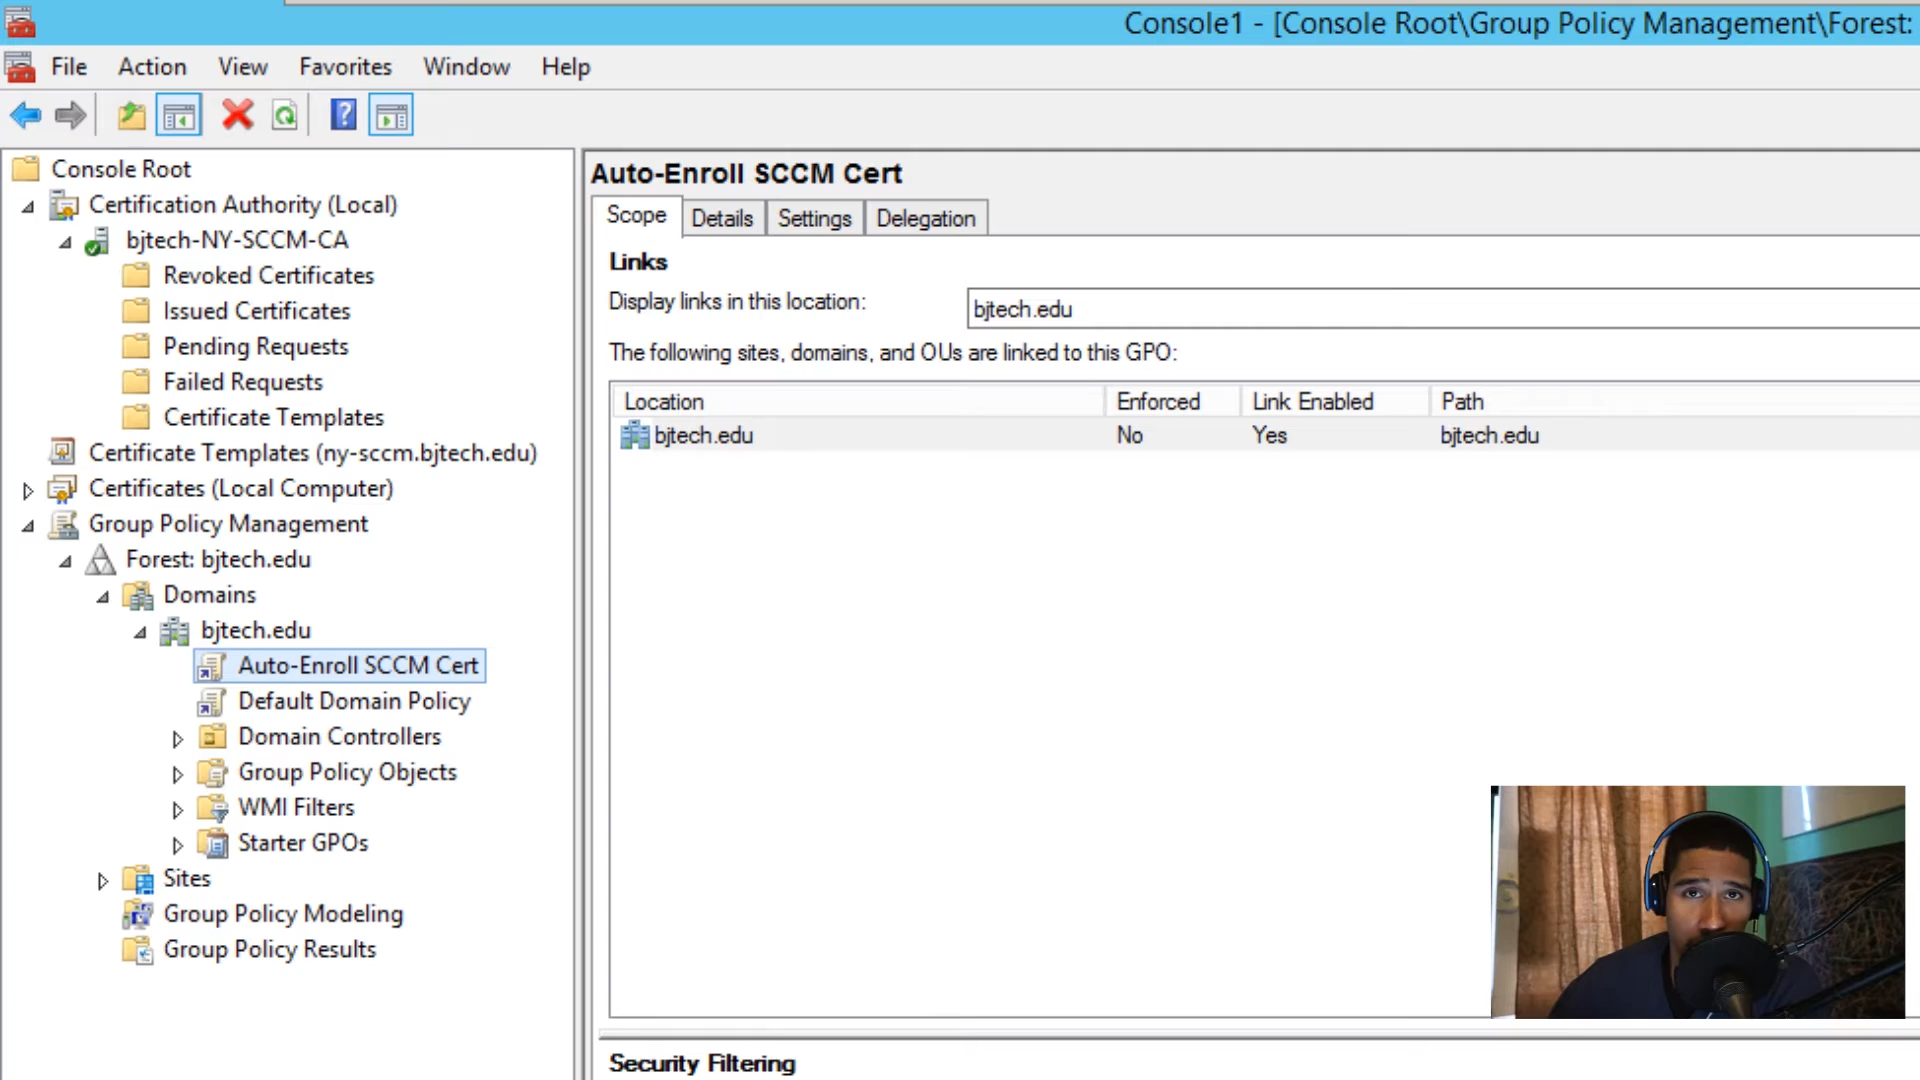 Console1 - [Console Root\Group Policy Management\Forest:
File Action View Favorites Window Help
Console Root
Certification Authority (Local)
bjtech-NY-SCCM-CA
Revoked Certificates
Issued Certificates
Pending Requests
Failed Requests
Certificate Templates
Certificate Templates (ny-sccm.bjtech.edu)
Certificates (Local Computer)
Group Policy Management
Forest: bjtech.edu
Domains
bjtech.edu
Auto-Enroll SCCM Cert
Default Domain Policy
Domain Controllers
Group Policy Objects
WMI Filters
Starter GPOs
Sites
Group Policy Modeling
Group Policy Results
Auto-Enroll SCCM Cert
Scope Details Settings Delegation
Links
Display links in this location: bjtech.edu
The following sites, domains, and OUs are linked to this GPO:
Location Enforced Link Enabled Path
bjtech.edu No Yes bjtech.edu
Security Filtering